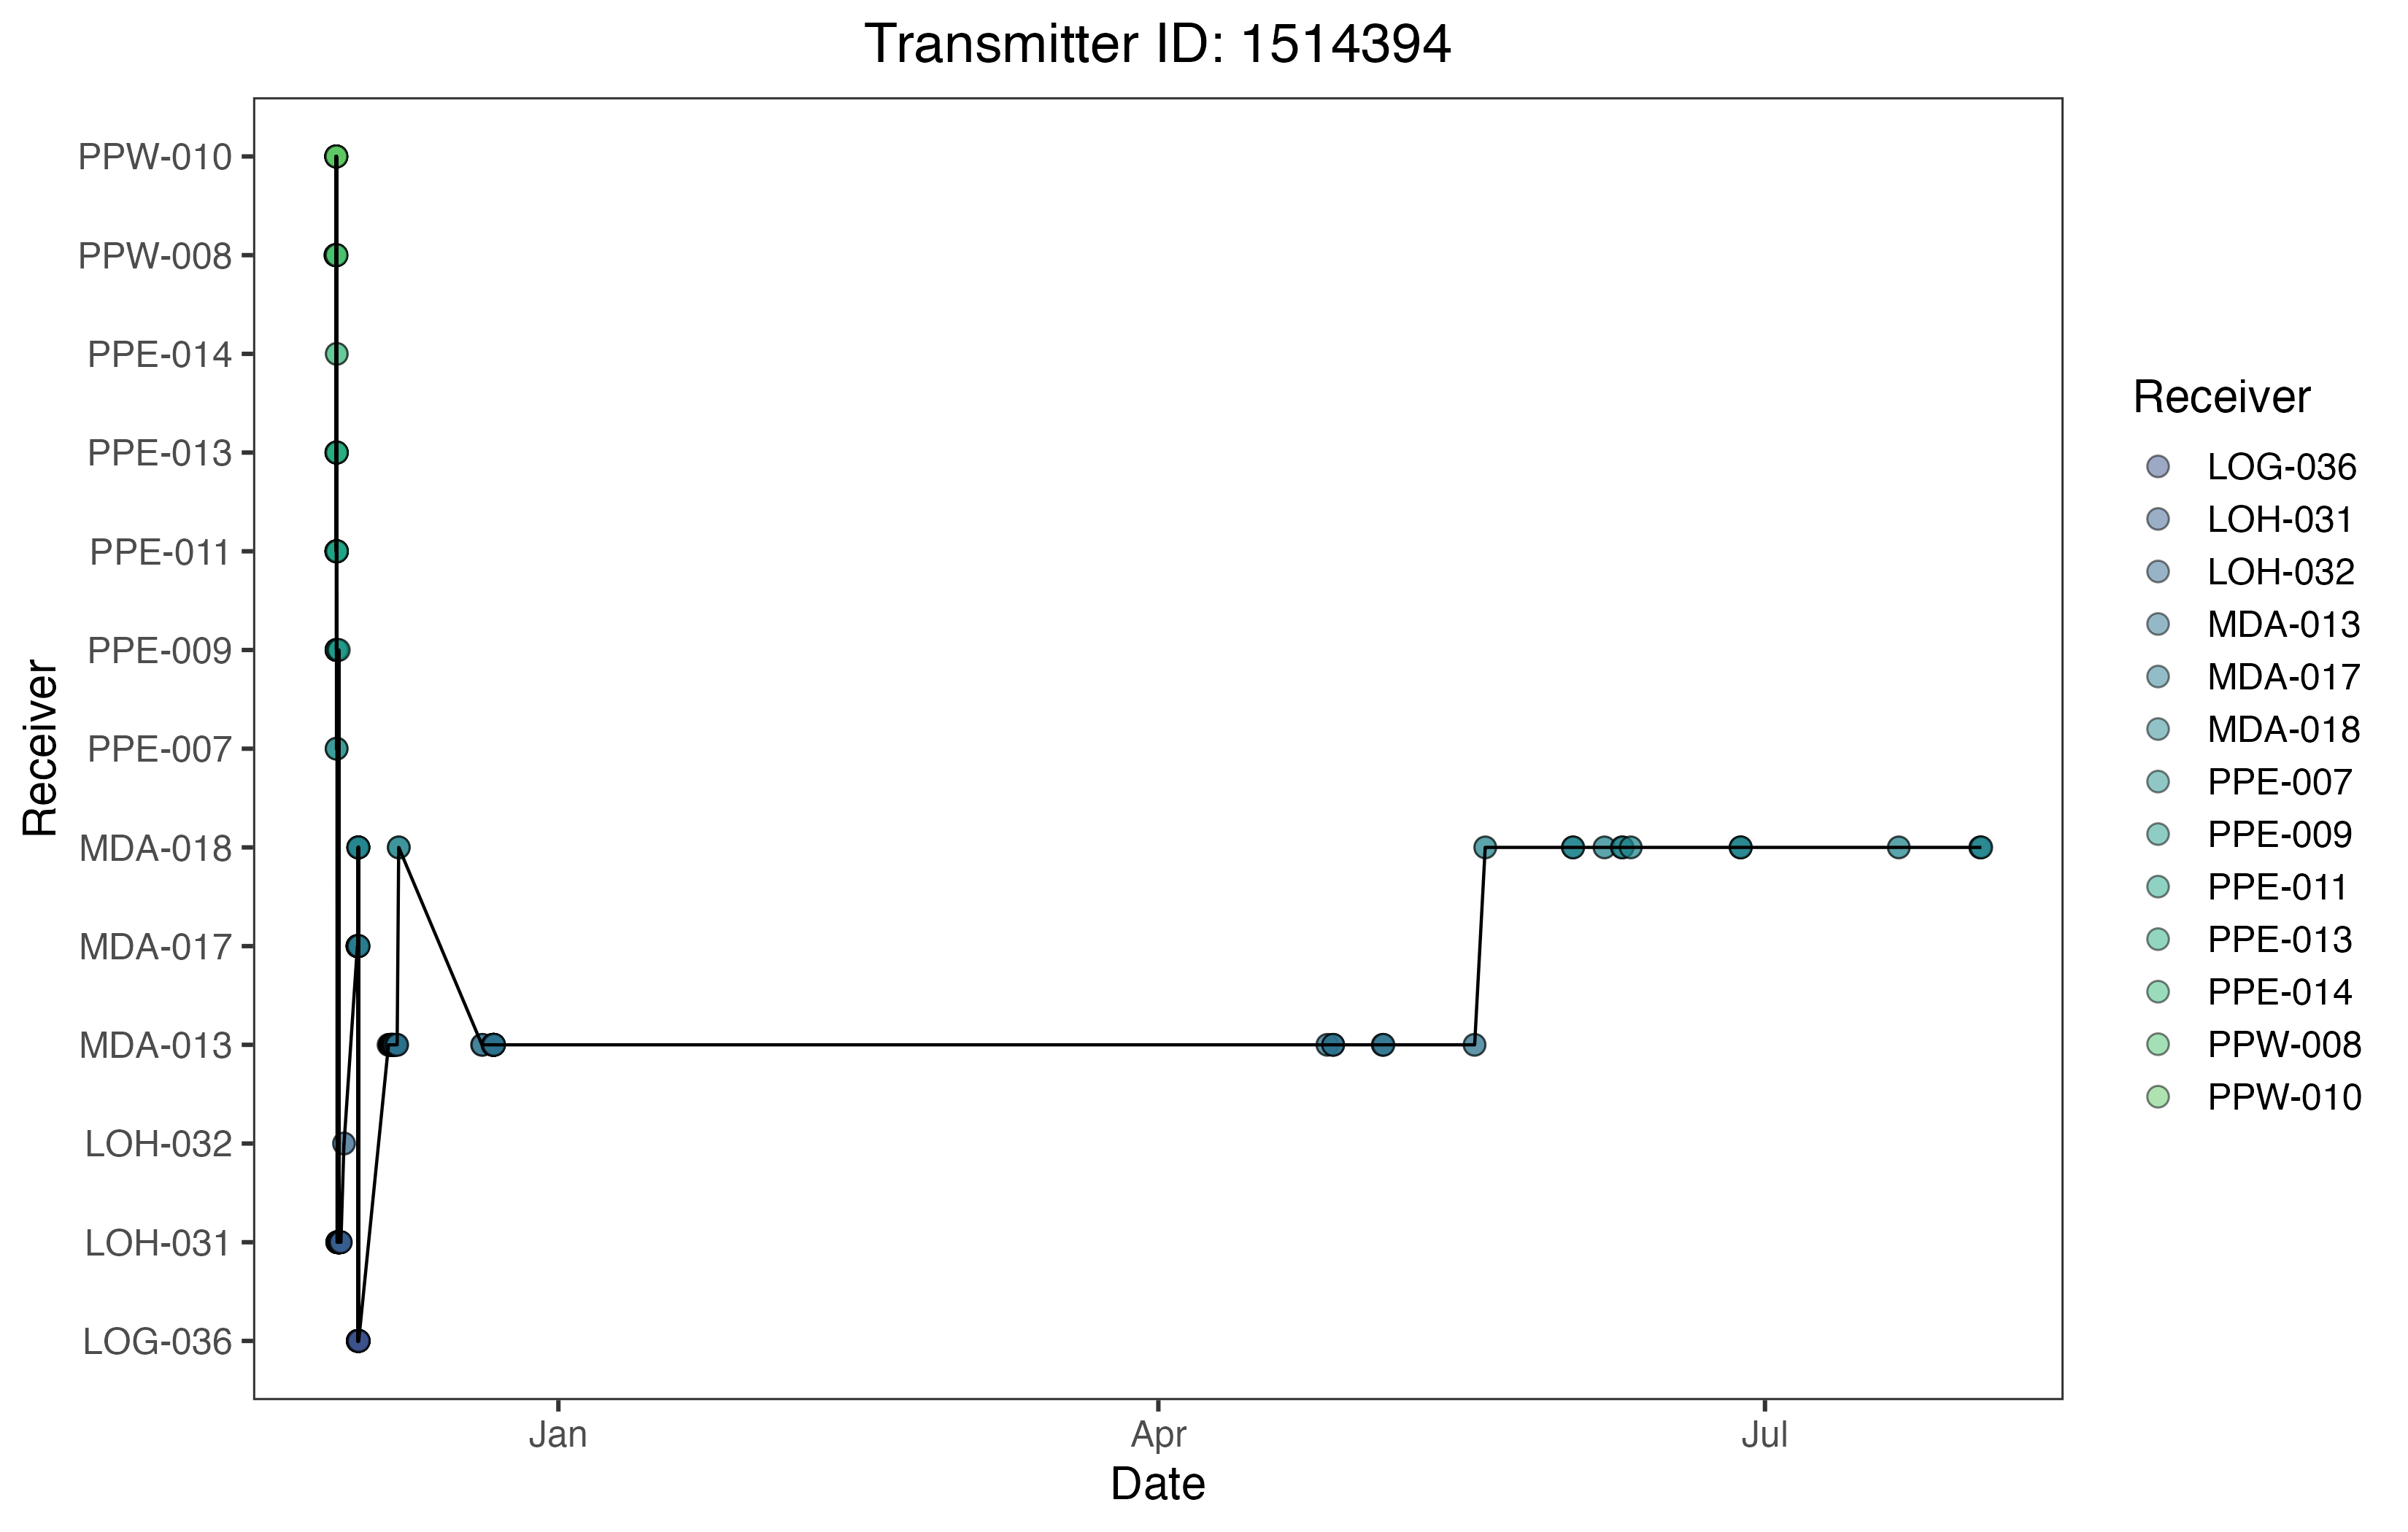 Transmitter ID: 1514394
Receiver
PPW-010
PPW-008
PPE-014
PPE-013
PPE-011
PPE-009
PPE-007
MDA-018
MDA-017
MDA-013
LOH-032
LOH-031
LOG-036
Jan
Apr
Jul
Date
Receiver
LOG-036
LOH-031
LOH-032
MDA-013
MDA-017
MDA-018
PPE-007
PPE-009
PPE-011
PPE-013
PPE-014
PPW-008
PPW-010